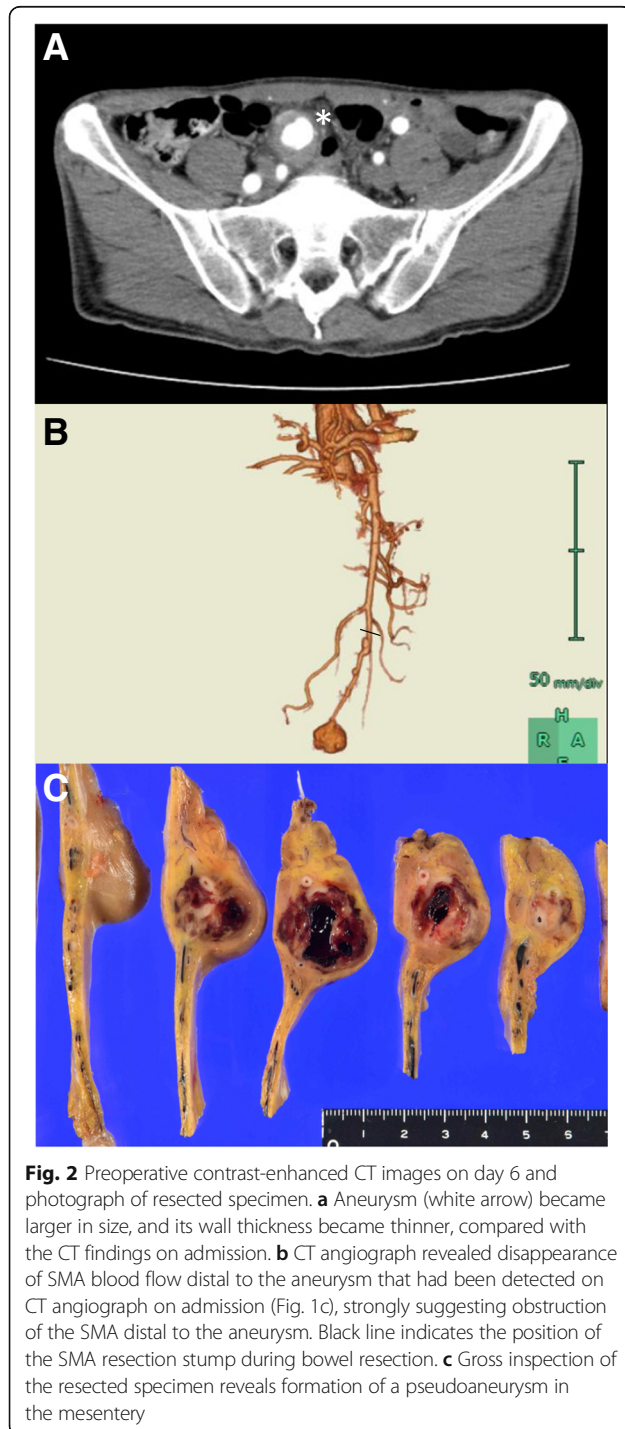 A
*
B
50 mm/div
H
R A
F
C
0 1 2 3 4 5 6 7
Fig. 2 Preoperative contrast-enhanced CT images on day 6 and
photograph of resected specimen. a Aneurysm (white arrow) became
larger in size, and its wall thickness became thinner, compared with
the CT findings on admission. b CT angiograph revealed disappearance
of SMA blood flow distal to the aneurysm that had been detected on
CT angiograph on admission (Fig. 1c), strongly suggesting obstruction
of the SMA distal to the aneurysm. Black line indicates the position of
the SMA resection stump during bowel resection. c Gross inspection of
the resected specimen reveals formation of a pseudoaneurysm in
the mesentery